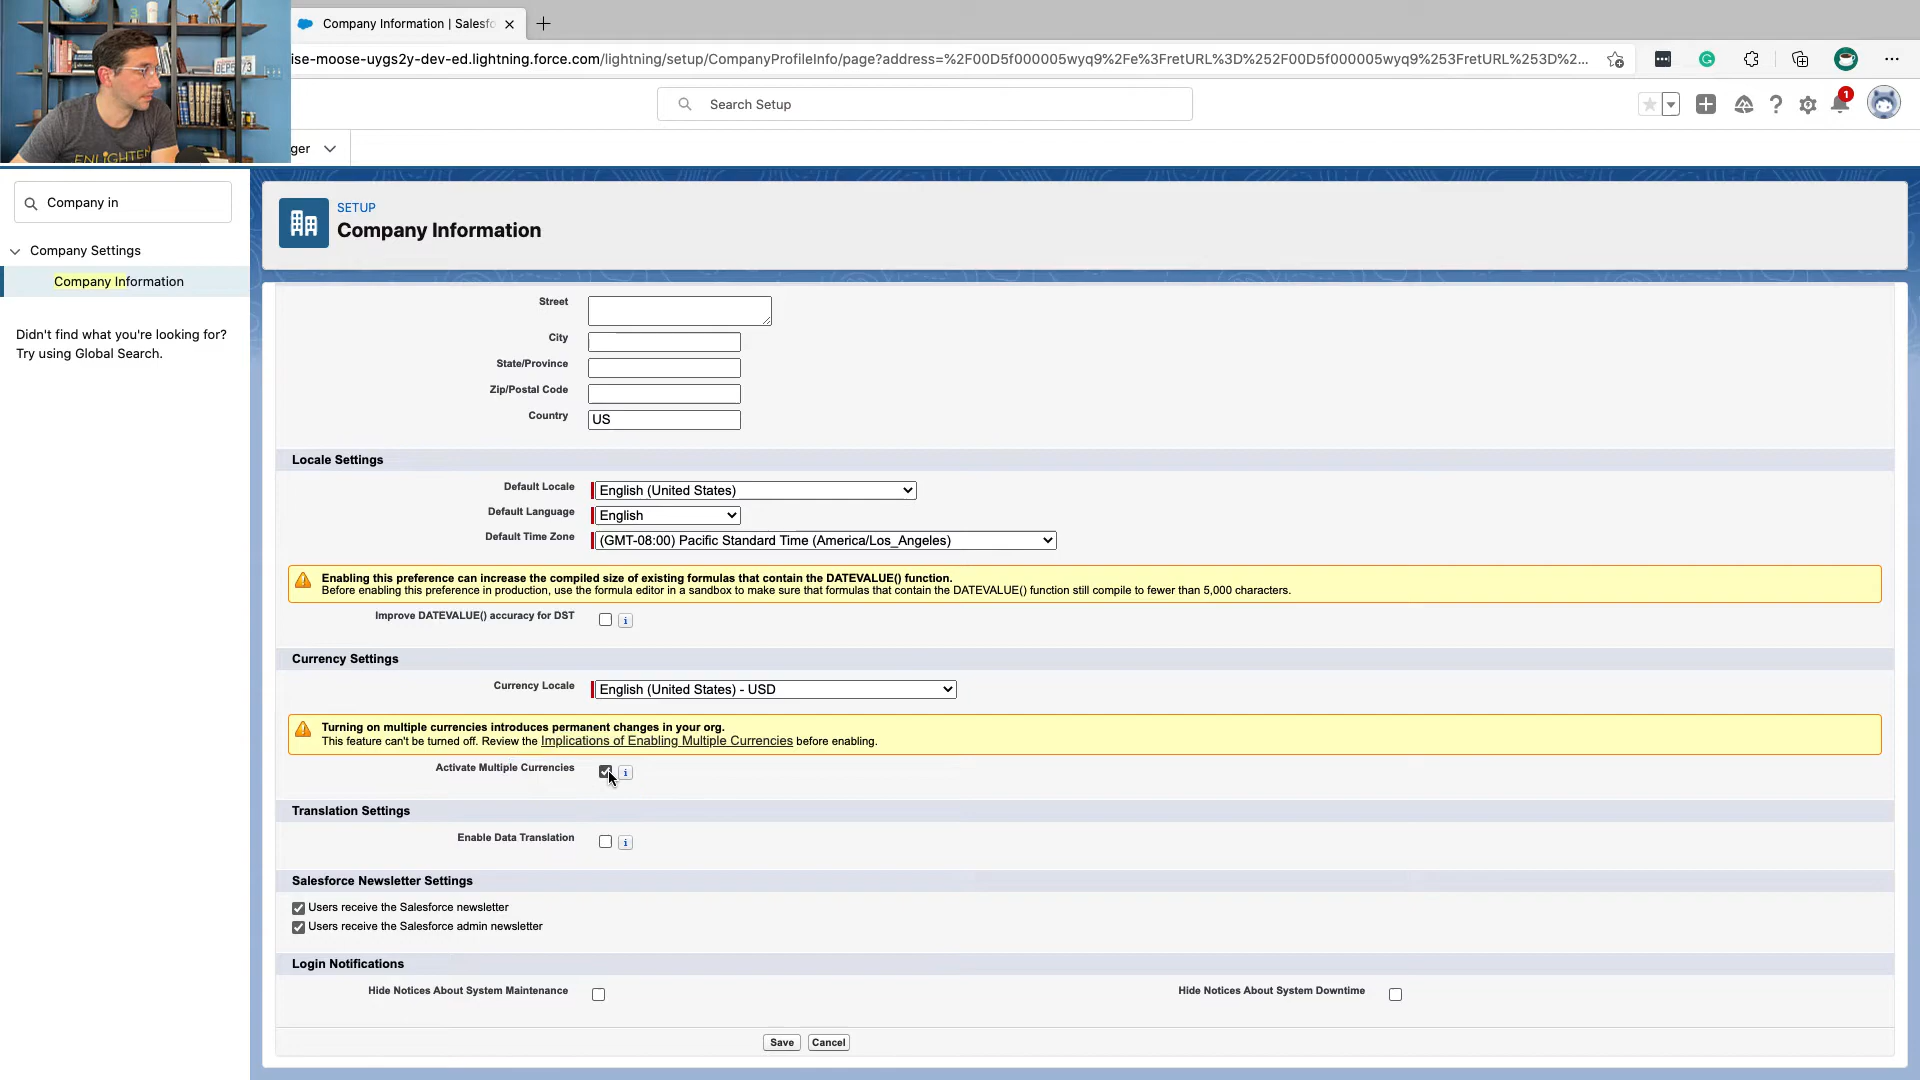 Company Information | Salesfo
ise-moose-uygs2y-dev-ed.lightning.force.com/lightning/setup/CompanyProfileInfo/page?address=%2F00D5f000005wyq9%2Fe%3FretURL%3D%252F00D5f000005wyq9%253FretURL%253D%2...
BEP5773
ENLIGHTEN
Search Setup
1
ger
Company in
SETUP
Company Information
Company Settings
Company Information
Didn't find what you're looking for?
Try using Global Search.
Street
City
State/Province
Zip/Postal Code
Country US
Locale Settings
Default Locale English (United States)
Default Language English
Default Time Zone (GMT-08:00) Pacific Standard Time (America/Los_Angeles)
Enabling this preference can increase the compiled size of existing formulas that contain the DATEVALUE() function.
Before enabling this preference in production, use the formula editor in a sandbox to make sure that formulas that contain the DATEVALUE() function still compile to fewer than 5,000 characters.
Improve DATEVALUE() accuracy for DST i
Currency Settings
Currency Locale English (United States) - USD
Turning on multiple currencies introduces permanent changes in your org.
This feature can't be turned off. Review the Implications of Enabling Multiple Currencies before enabling.
Activate Multiple Currencies i
Translation Settings
Enable Data Translation i
Salesforce Newsletter Settings
Users receive the Salesforce newsletter
Users receive the Salesforce admin newsletter
Login Notifications
Hide Notices About System Maintenance Hide Notices About System Downtime
Save Cancel